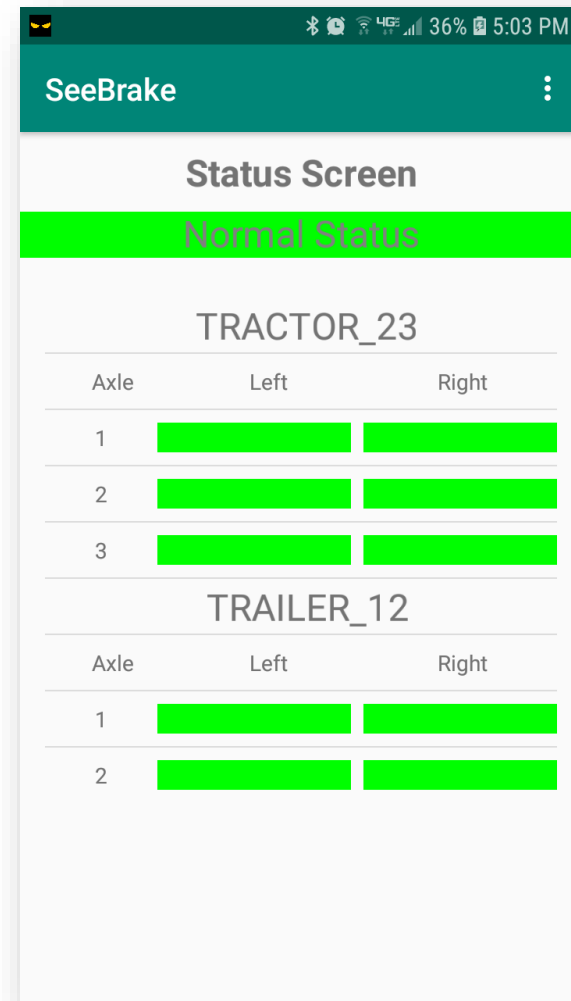 4GE 36% 5:03 PM
SeeBrake
Status Screen
Normal Status
TRACTOR_23
Axle Left Right
1
2
3
TRAILER_12
Axle Left Right
1
2